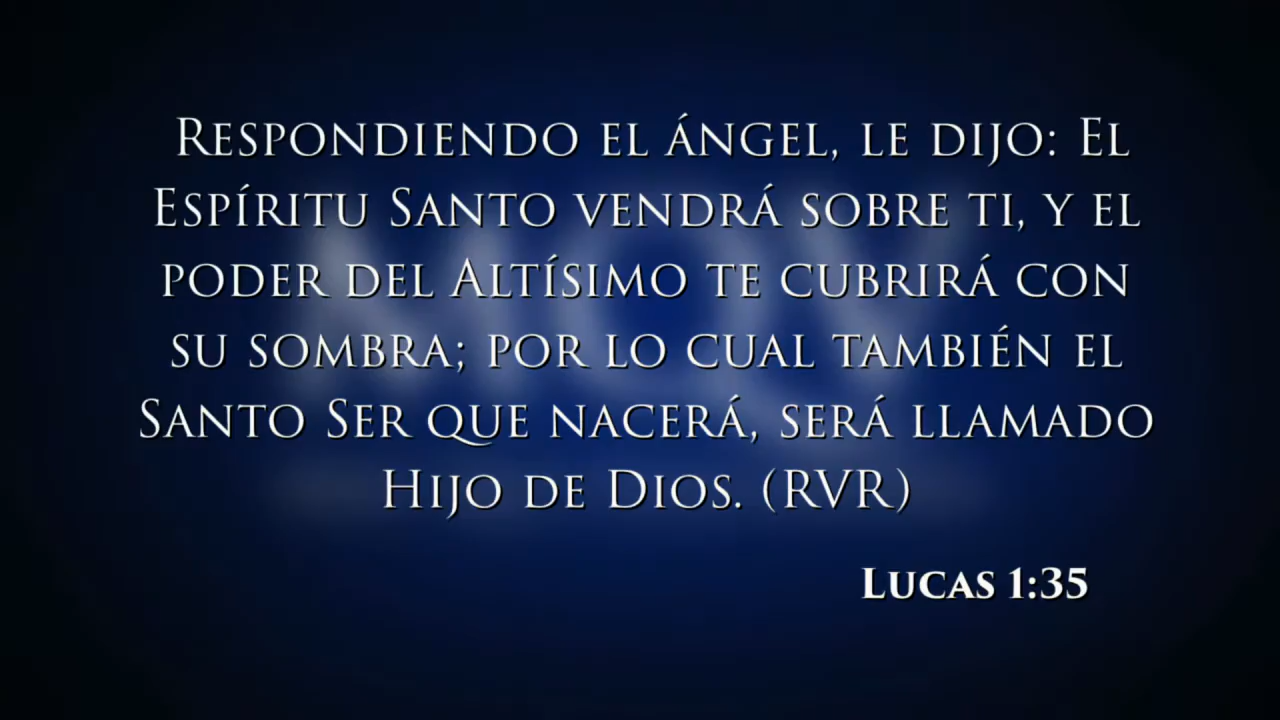 Respondiendo el ángel, le dijo: El
Espíritu Santo vendrá sobre ti, y el
poder del Altísimo te cubrirá con
su sombra; por lo cual también el
Santo Ser que nacerá, será llamado
Hijo de Dios. (RVR)
Lucas 1:35